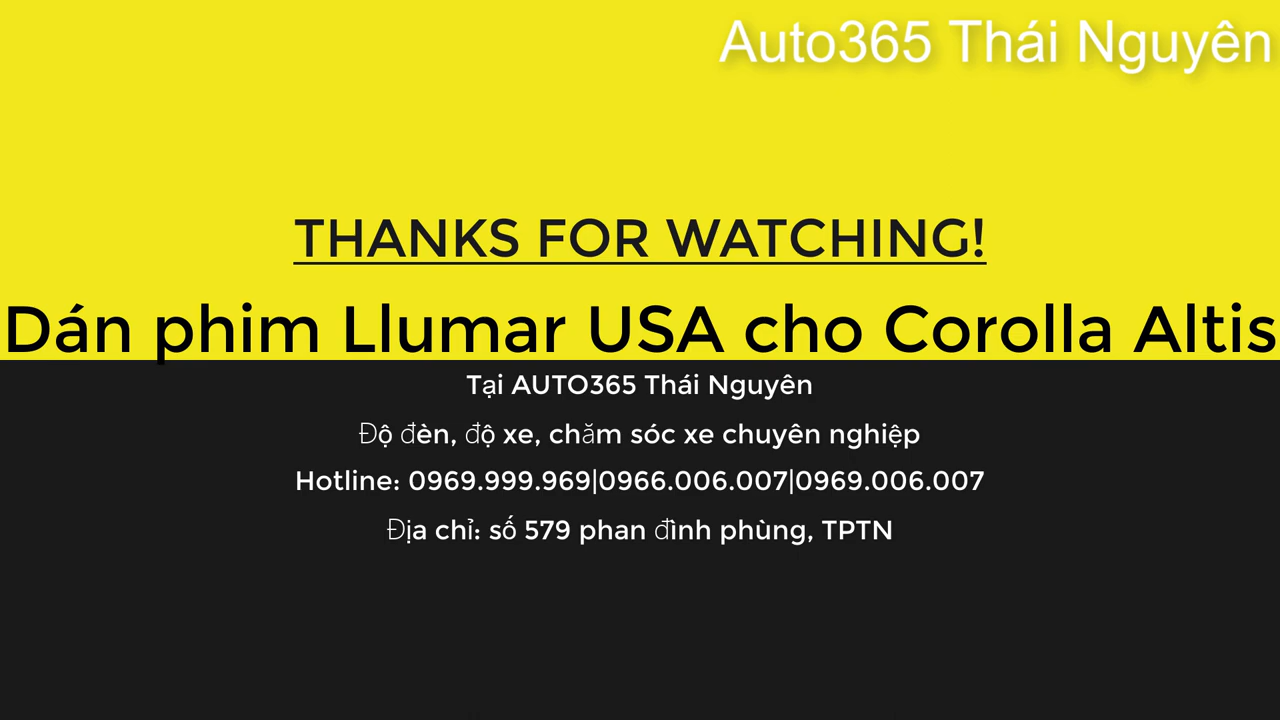 Auto365 Thái Nguyên
THANKS FOR WATCHING!
Dán phim Llumar USA cho Corolla Altis
Tại AUTO365 Thái Nguyên
Độ đèn, độ xe, chăm sóc xe chuyên nghiệp
Hotline: 0969.999.969|0966.006.007|0969.006.007
Địa chỉ: số 579 phan đình phùng, TPTN